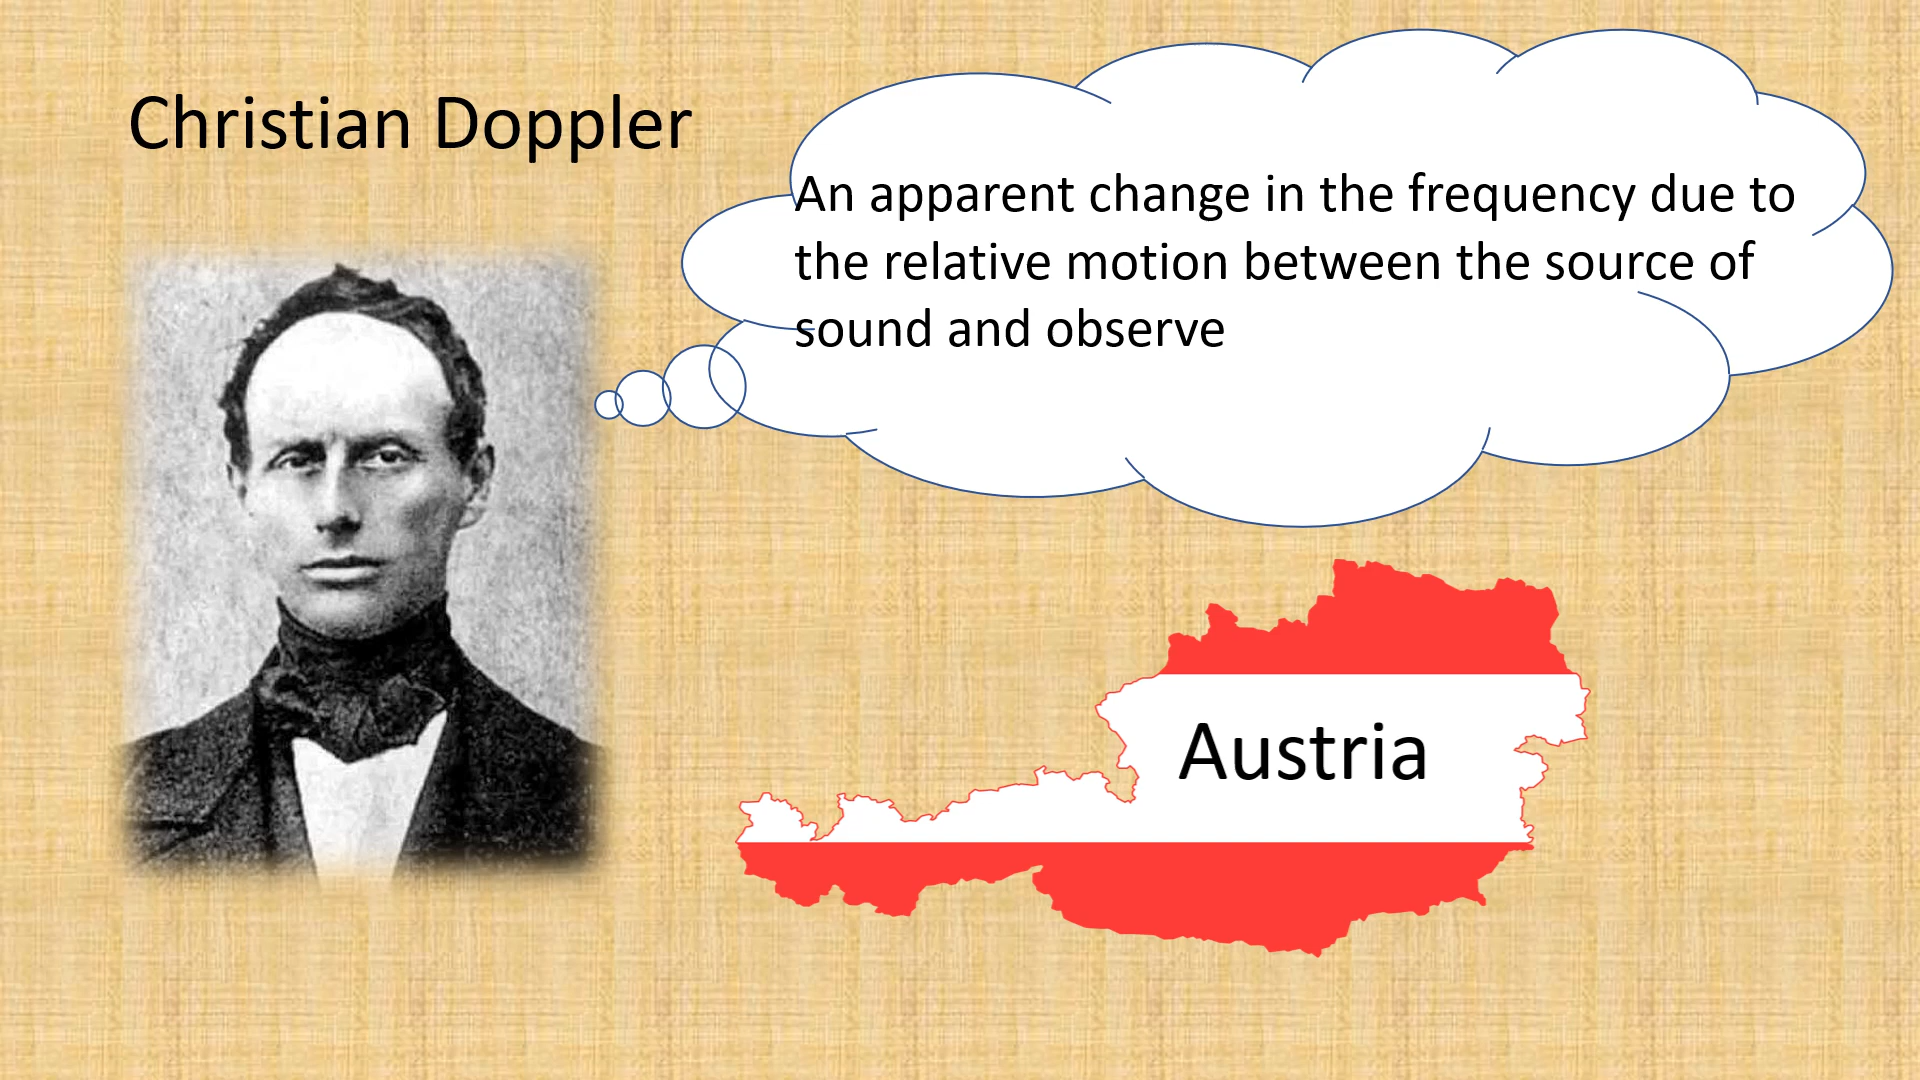 Christian Doppler
An apparent change in the frequency due to
the relative motion between the source of
sound and observe
Austria